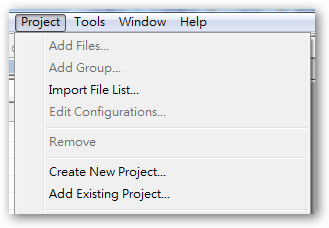 Project Tools Window Help
Add Files...
Add Group...
Import File List...
Edit Configurations...
Remove
Create New Project...
Add Existing Project...